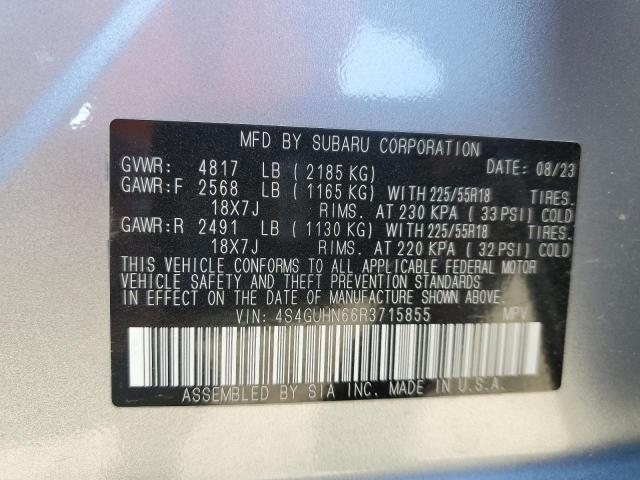 MFD BY SUBARU CORPORATION
GVWR: 4817 LB ( 2185 KG) DATE: 08/23
GAWR:F 2568 LB ( 1165 KG) WITH 225/55R18 TIRES.
18X7J RIMS. AT 230 KPA ( 33 PSI) COLD
GAWR:R 2491 LB ( 1130 KG) WITH 225/55R18 TIRES.
18X7J RIMS. AT 220 KPA ( 32 PSI) COLD
THIS VEHICLE CONFORMS TO ALL APPLICABLE FEDERAL MOTOR
VEHICLE SAFETY AND THEFT PREVENTION STANDARDS
IN EFFECT ON THE DATE OF MANUFACTURE SHOWN ABOVE.
VIN: 4S4GUHN66R3715855 MPV
ASSEMBLED BY SIA INC. MADE IN U.S.A.